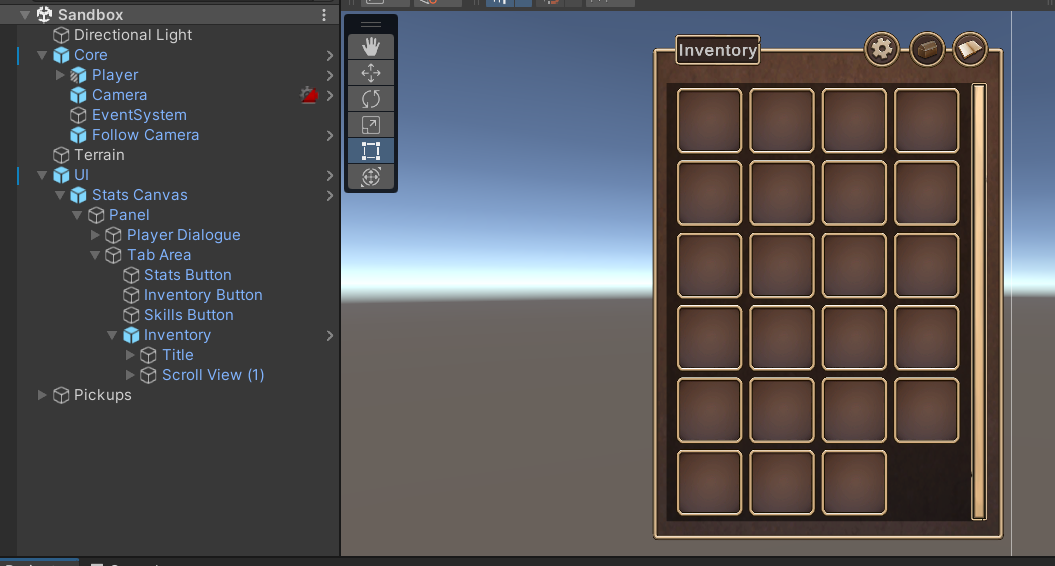 Sandbox
Directional Light
Core
Player
Camera
EventSystem
Follow Camera
Terrain
UI
Stats Canvas
Panel
Player Dialogue
Tab Area
Stats Button
Inventory Button
Skills Button
Inventory
Title
Scroll View (1)
Pickups
Inventory